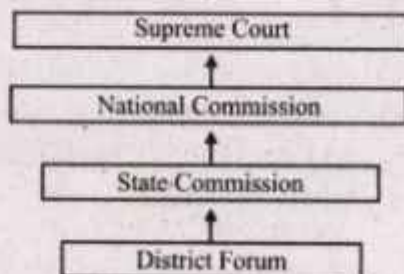 Supreme Court
National Commission
State Commission
District Forum